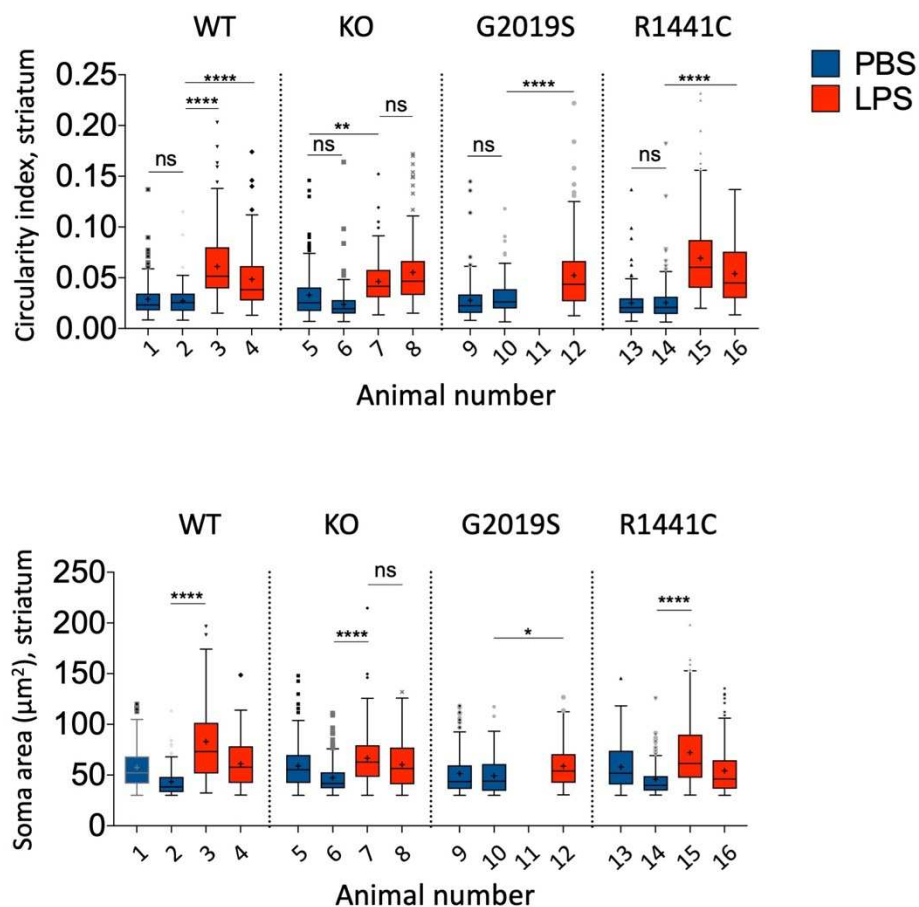 WT KO G2019S R1441C
PBS
LPS
Circularity index, striatum
0.25
0.20
0.15
0.10
0.05
0.00
**** **** ns
** ns ns
**** ns
**** ns
1 2 3 4 5 6 7 8 9 10 11 12 13 14 15 16
Animal number
WT KO G2019S R1441C
Soma area (μm²), striatum
250
200
150
100
50
0
****
ns ****
*
****
1 2 3 4 5 6 7 8 9 10 11 12 13 14 15 16
Animal number